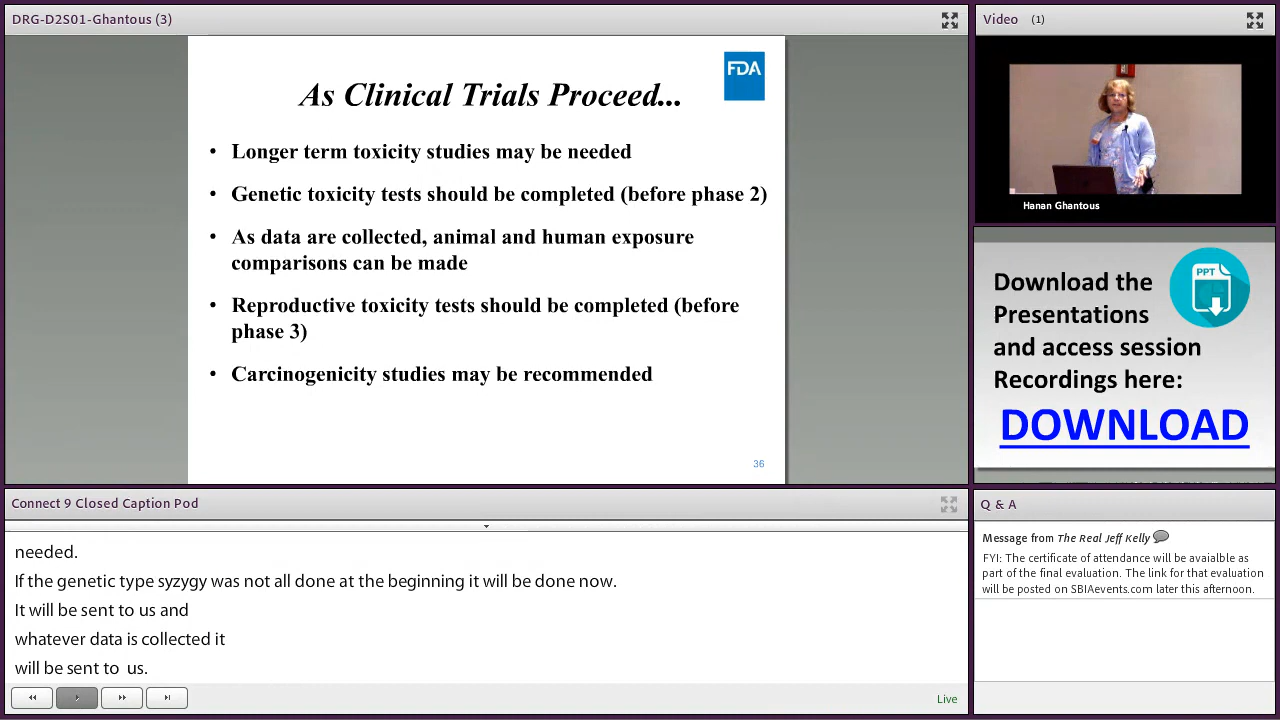 DRG-D2S01-Ghantous (3)
FDA
As Clinical Trials Proceed...
• Longer term toxicity studies may be needed
• Genetic toxicity tests should be completed (before phase 2)
• As data are collected, animal and human exposure
comparisons can be made
• Reproductive toxicity tests should be completed (before
phase 3)
• Carcinogenicity studies may be recommended
36
Video (1)
Hanan Ghantous
PPT
Download the
Presentations
and access session
Recordings here:
DOWNLOAD
Connect 9 Closed Caption Pod
needed.
If the genetic type syzygy was not all done at the beginning it will be done now.
It will be sent to us and
whatever data is collected it
will be sent to us.
Live
Q & A
Message from The Real Jeff Kelly
FYI: The certificate of attendance will be avaialble as
part of the final evaluation. The link for that evaluation
will be posted on SBIAevents.com later this afternoon.